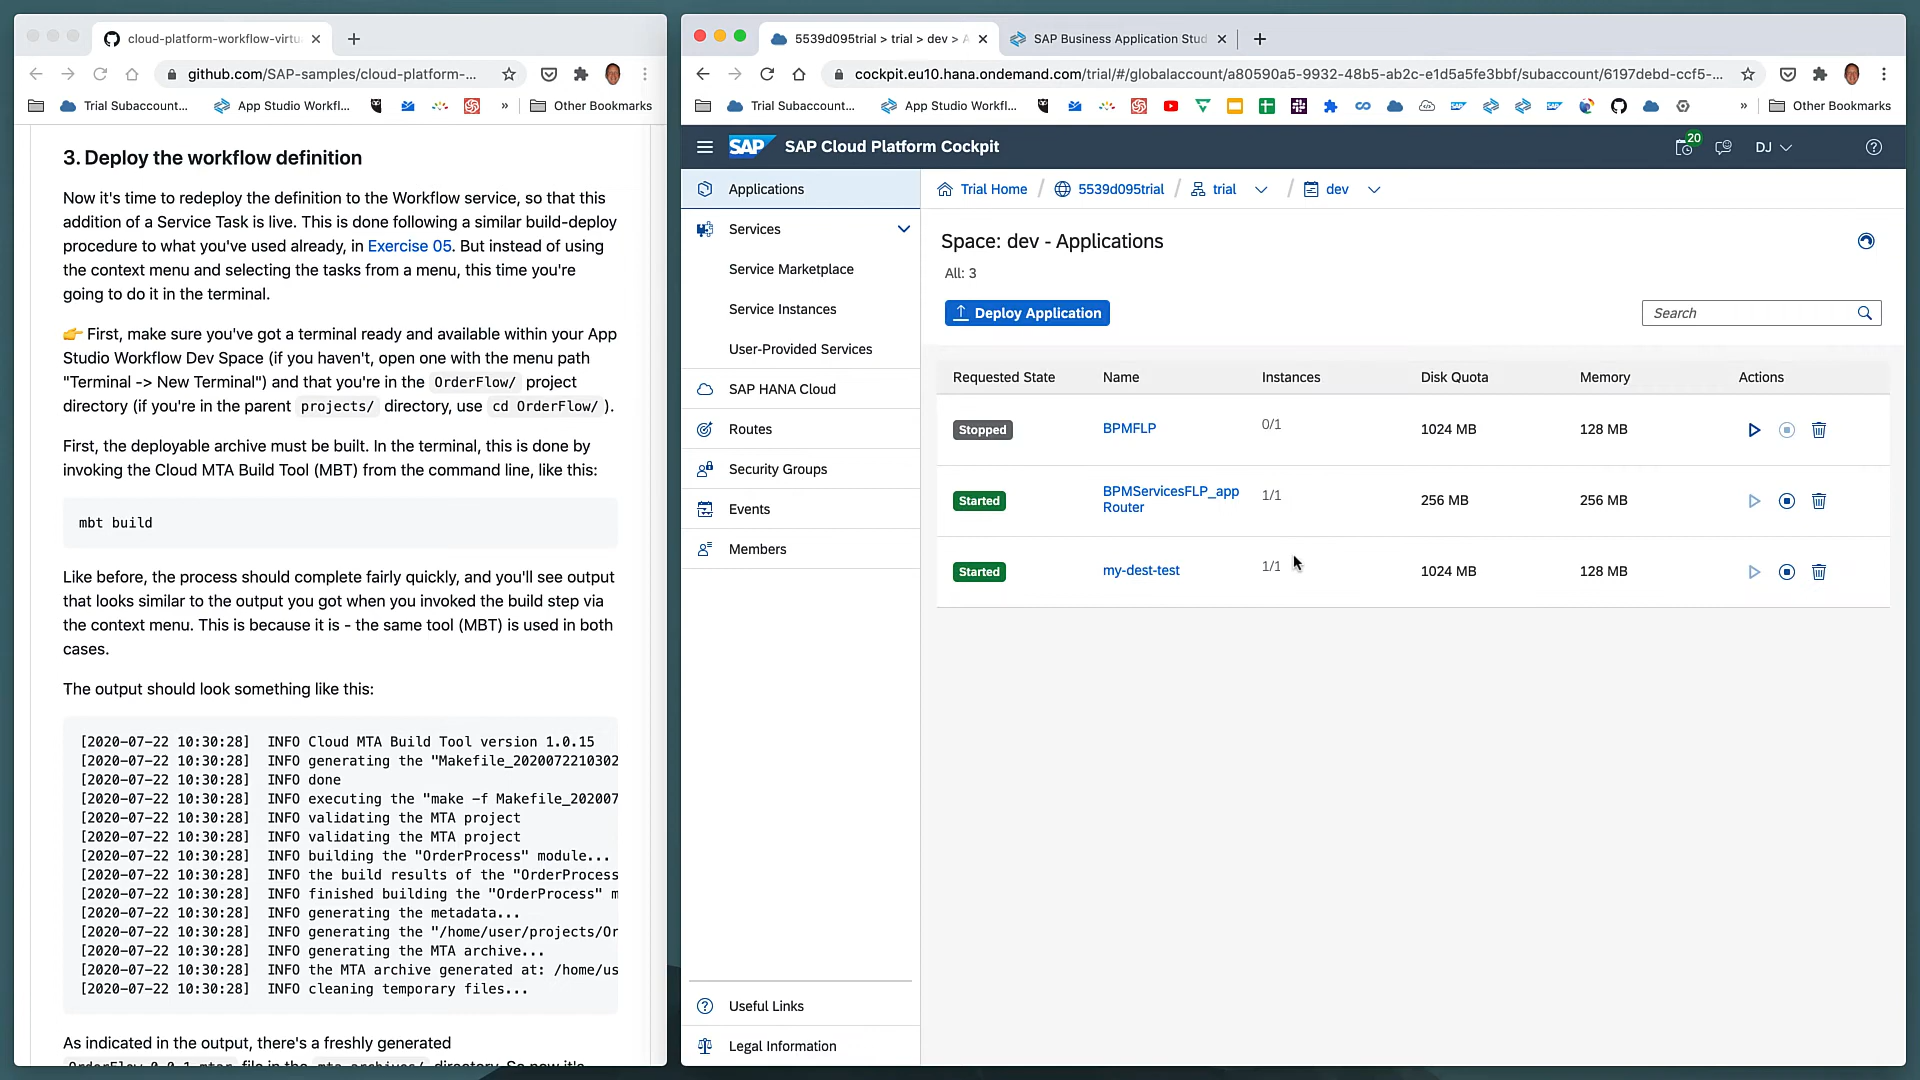 cloud-platform-workflow-virtu
github.com/SAP-samples/cloud-platform-...
Trial Subaccount...
App Studio Workfl...
»
Other Bookmarks
3. Deploy the workflow definition
Now it's time to redeploy the definition to the Workflow service, so that this
addition of a Service Task is live. This is done following a similar build-deploy
procedure to what you've used already, in Exercise 05. But instead of using
the context menu and selecting the tasks from a menu, this time you're
going to do it in the terminal.
👉 First, make sure you've got a terminal ready and available within your App
Studio Workflow Dev Space (if you haven't, open one with the menu path
"Terminal -> New Terminal") and that you're in the OrderFlow/ project
directory (if you're in the parent projects/ directory, use cd OrderFlow/ ).
First, the deployable archive must be built. In the terminal, this is done by
invoking the Cloud MTA Build Tool (MBT) from the command line, like this:
mbt build
Like before, the process should complete fairly quickly, and you'll see output
that looks similar to the output you got when you invoked the build step via
the context menu. This is because it is - the same tool (MBT) is used in both
cases.
The output should look something like this:
[2020-07-22 10:30:28] INFO Cloud MTA Build Tool version 1.0.15
[2020-07-22 10:30:28] INFO generating the "Makefile_2020072210302
[2020-07-22 10:30:28] INFO done
[2020-07-22 10:30:28] INFO executing the "make -f Makefile_202007
[2020-07-22 10:30:28] INFO validating the MTA project
[2020-07-22 10:30:28] INFO validating the MTA project
[2020-07-22 10:30:28] INFO building the "OrderProcess" module...
[2020-07-22 10:30:28] INFO the build results of the "OrderProcess
[2020-07-22 10:30:28] INFO finished building the "OrderProcess" m
[2020-07-22 10:30:28] INFO generating the metadata...
[2020-07-22 10:30:28] INFO generating the "/home/user/projects/Or
[2020-07-22 10:30:28] INFO generating the MTA archive...
[2020-07-22 10:30:28] INFO the MTA archive generated at: /home/us
[2020-07-22 10:30:28] INFO cleaning temporary files...
As indicated in the output, there's a freshly generated
OrderFlow_0.0.1.mtar file in the mta_archives/ directory. So now it's
5539d095trial > trial > dev > A
SAP Business Application Stud
cockpit.eu10.hana.ondemand.com/trial/#/globalaccount/a80590a5-9932-48b5-ab2c-e1d5a5fe3bbf/subaccount/6197debd-ccf5-...
Trial Subaccount...
App Studio Workfl...
»
Other Bookmarks
SAP
SAP Cloud Platform Cockpit
20
DJ
Applications
Services
Service Marketplace
Service Instances
User-Provided Services
SAP HANA Cloud
Routes
Security Groups
Events
Members
Useful Links
Legal Information
Trial Home / 5539d095trial / trial / dev
Space: dev - Applications
All: 3
Deploy Application
Search
Requested State Name Instances Disk Quota Memory Actions
Stopped BPMFLP 0/1 1024 MB 128 MB
Started BPMServicesFLP_app 1/1 256 MB 256 MB
Router
Started my-dest-test 1/1 1024 MB 128 MB